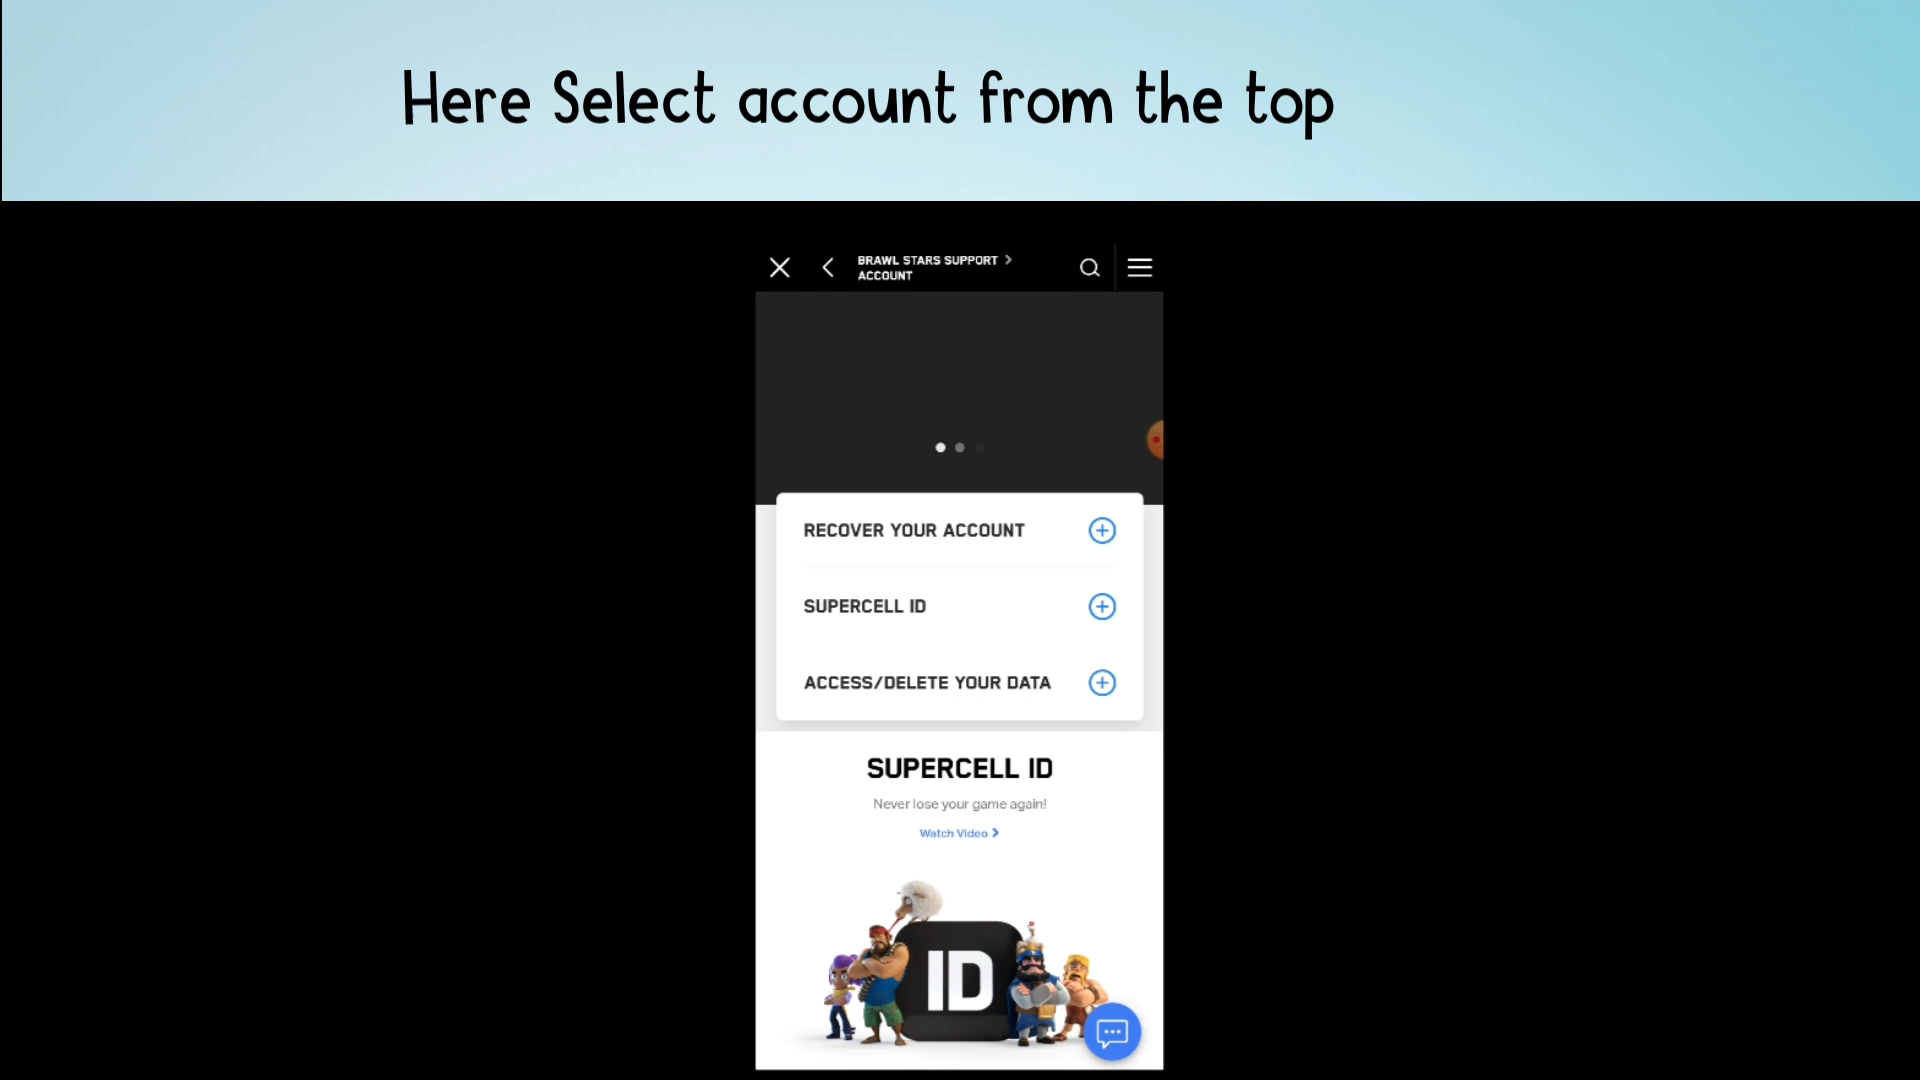 Here Select account from the top
BRAWL STARS SUPPORT >
ACCOUNT
RECOVER YOUR ACCOUNT
SUPERCELL ID
ACCESS/DELETE YOUR DATA
SUPERCELL ID
Never lose your game again!
Watch Video >
ID